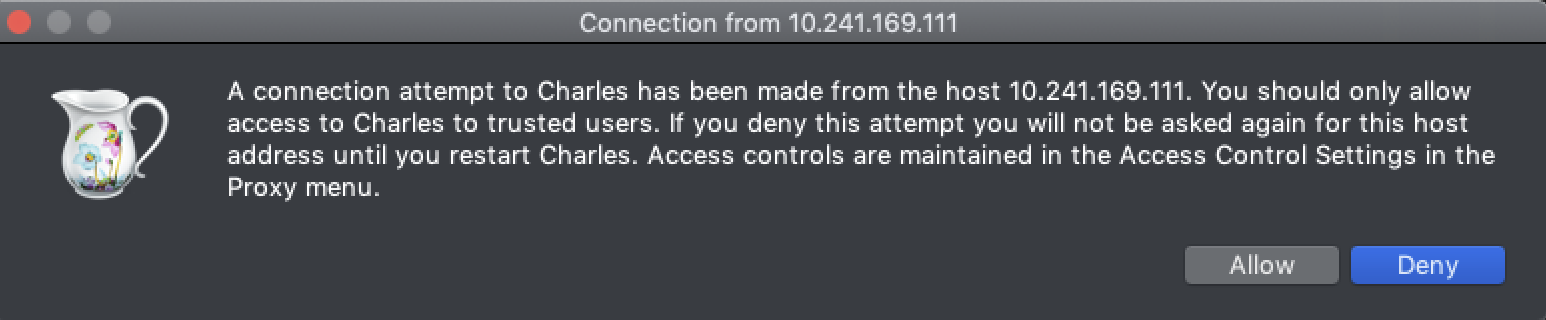 Connection from 10.241.169.111
A connection attempt to Charles has been made from the host 10.241.169.111. You should only allow
access to Charles to trusted users. If you deny this attempt you will not be asked again for this host
address until you restart Charles. Access controls are maintained in the Access Control Settings in the
Proxy menu.
Allow
Deny